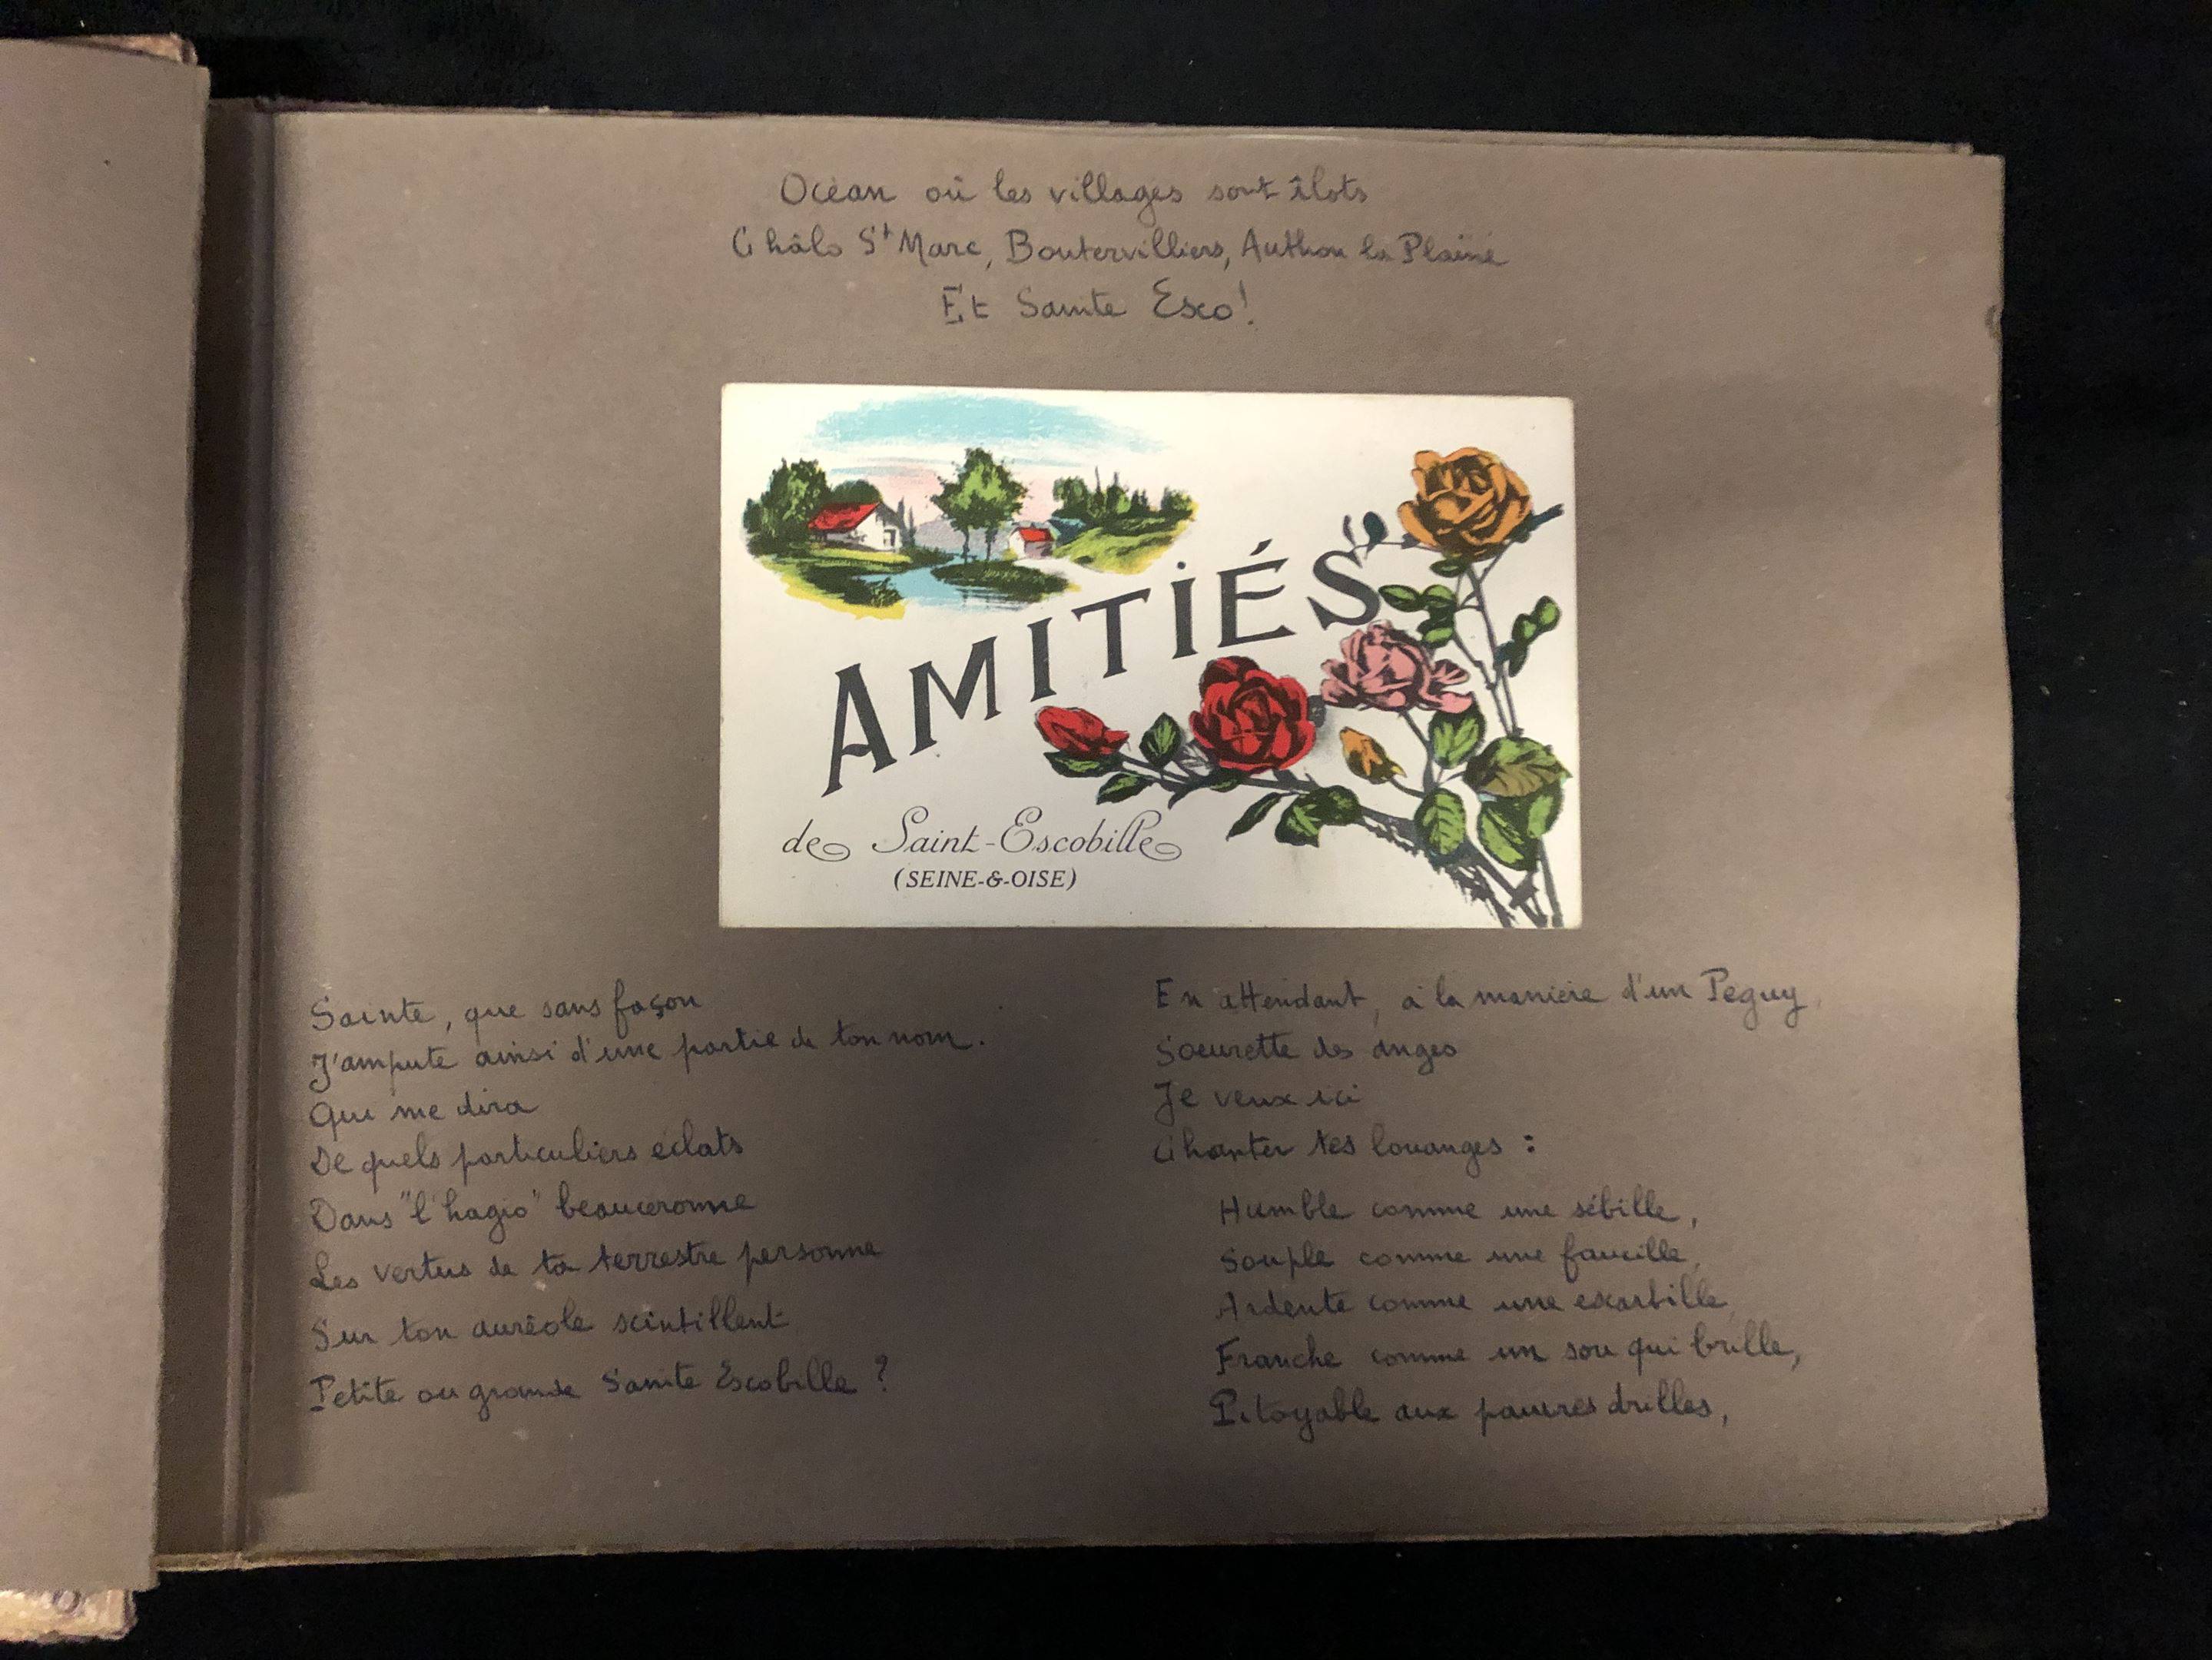 Océan où les villages sont îlots
Châlo St Marc, Boutervilliers, Authon la Plaine
Et Sainte Esco!
AMITIÉS
de Saint-Escobille
(SEINE-&-OISE)
Sainte, que sans façon
J'ampute ainsi d'une partie de ton nom.
Qui me dira
De quels particuliers éclats
Dans "l'hagio" beauceronne
Les vertus de ta terrestre personne
Sur ton auréole scintillent
Petite ou grande Sainte Escobille ?
En attendant, à la manière d'un Peguy,
Soeurette des anges
Je veux ici
Chanter tes louanges :
Humble comme une sébille,
Souple comme une faucille,
Ardente comme une escarbille,
Franche comme un sou qui brille,
Pitoyable aux pauvres drilles,